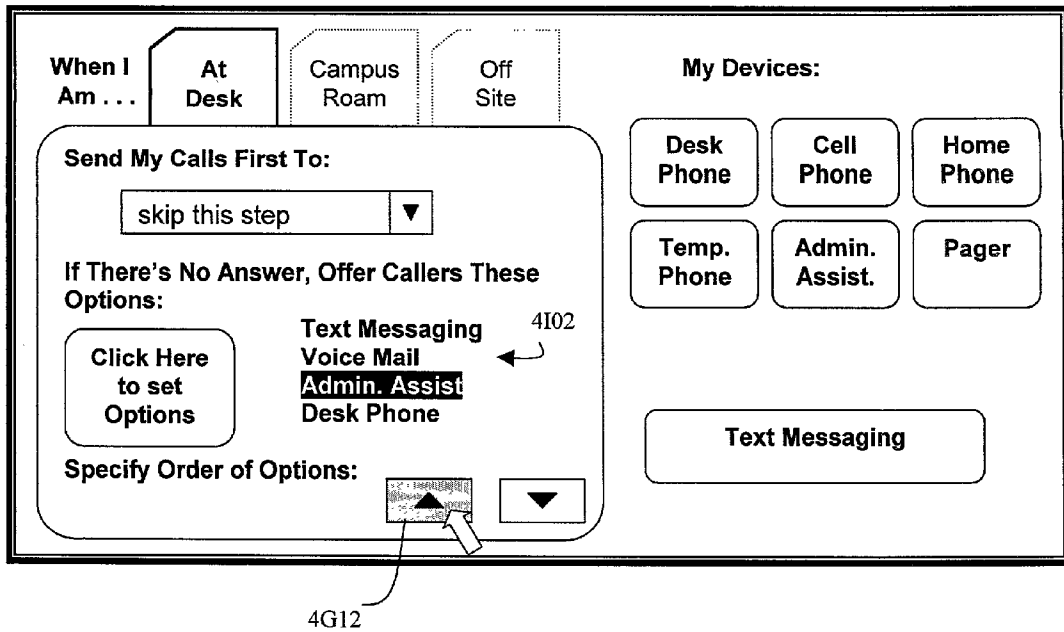 When I
Am . . .
At
Desk
Campus
Roam
Off
Site
Send My Calls First To:
skip this step
If There's No Answer, Offer Callers These
Options:
Click Here
to set
Options
Text Messaging
Voice Mail
Admin. Assist
Desk Phone
4I02
Specify Order of Options:
4G12
My Devices:
Desk
Phone
Cell
Phone
Home
Phone
Temp.
Phone
Admin.
Assist.
Pager
Text Messaging